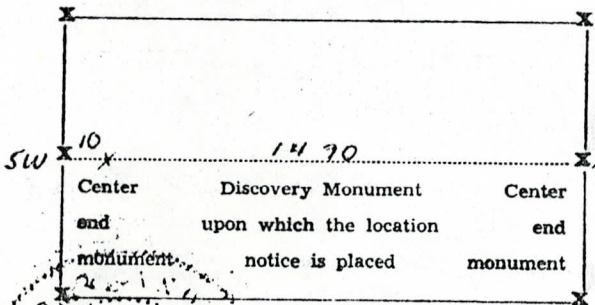 X X
10 1490
SW X X X
Center Discovery Monument Center
end upon which the location end
monument notice is placed monument
X X